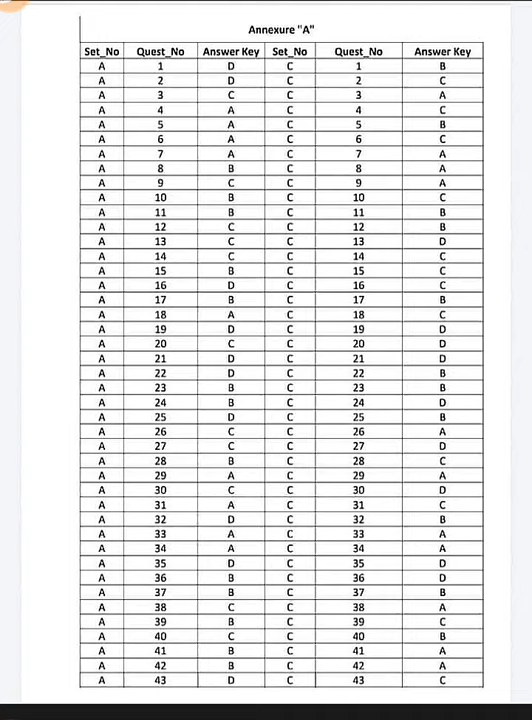 Annexure "A"
Set_No Quest_No Answer Key Set_No Quest_No Answer Key
A 1 D C 1 B
A 2 D C 2 C
A 3 C C 3 A
A 4 A C 4 C
A 5 A C 5 B
A 6 A C 6 C
A 7 A C 7 A
A 8 B C 8 A
A 9 C C 9 A
A 10 B C 10 C
A 11 B C 11 B
A 12 C C 12 B
A 13 C C 13 D
A 14 C C 14 C
A 15 B C 15 C
A 16 D C 16 C
A 17 B C 17 B
A 18 A C 18 C
A 19 D C 19 D
A 20 C C 20 D
A 21 D C 21 D
A 22 D C 22 B
A 23 B C 23 B
A 24 B C 24 D
A 25 D C 25 B
A 26 C C 26 A
A 27 C C 27 D
A 28 B C 28 C
A 29 A C 29 A
A 30 C C 30 D
A 31 A C 31 C
A 32 D C 32 B
A 33 A C 33 A
A 34 A C 34 A
A 35 D C 35 D
A 36 B C 36 D
A 37 B C 37 B
A 38 C C 38 A
A 39 B C 39 C
A 40 C C 40 B
A 41 B C 41 A
A 42 B C 42 A
A 43 D C 43 C